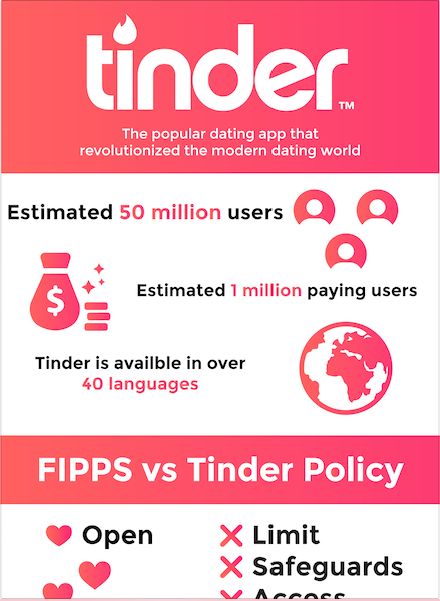 tinder™
The popular dating app that
revolutionized the modern dating world
Estimated 50 million users
$
Estimated 1 million paying users
Tinder is availble in over
40 languages
FIPPS vs Tinder Policy
Open
Limit
Safeguards
Access